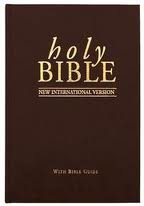 holy
BIBLE
NEW INTERNATIONAL VERSION
WITH BIBLE GUIDE